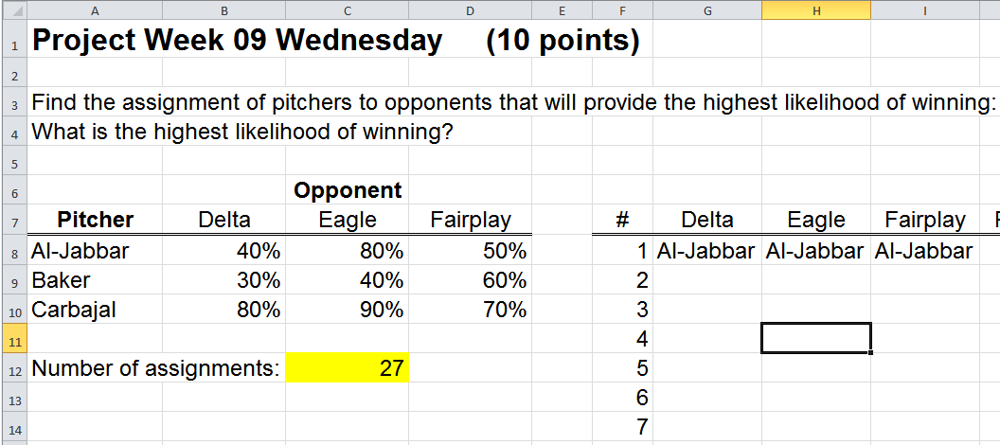 A B C D E F G H I
1 Project Week 09 Wednesday (10 points)
2
3 Find the assignment of pitchers to opponents that will provide the highest likelihood of winning:
4 What is the highest likelihood of winning?
5
6 Opponent
7 Pitcher Delta Eagle Fairplay # Delta Eagle Fairplay
8 Al-Jabbar 40% 80% 50% 1 Al-Jabbar Al-Jabbar Al-Jabbar
9 Baker 30% 40% 60% 2
10 Carbajal 80% 90% 70% 3
11 4
12 Number of assignments: 27 5
13 6
14 7